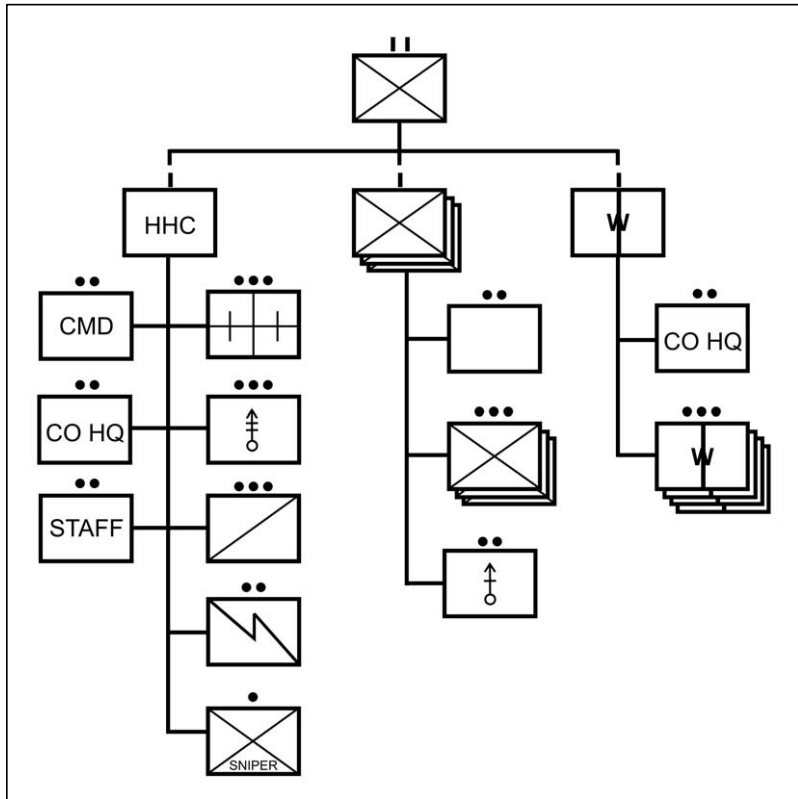 HHC
W
CMD
CO HQ
CO HQ
STAFF
W
SNIPER